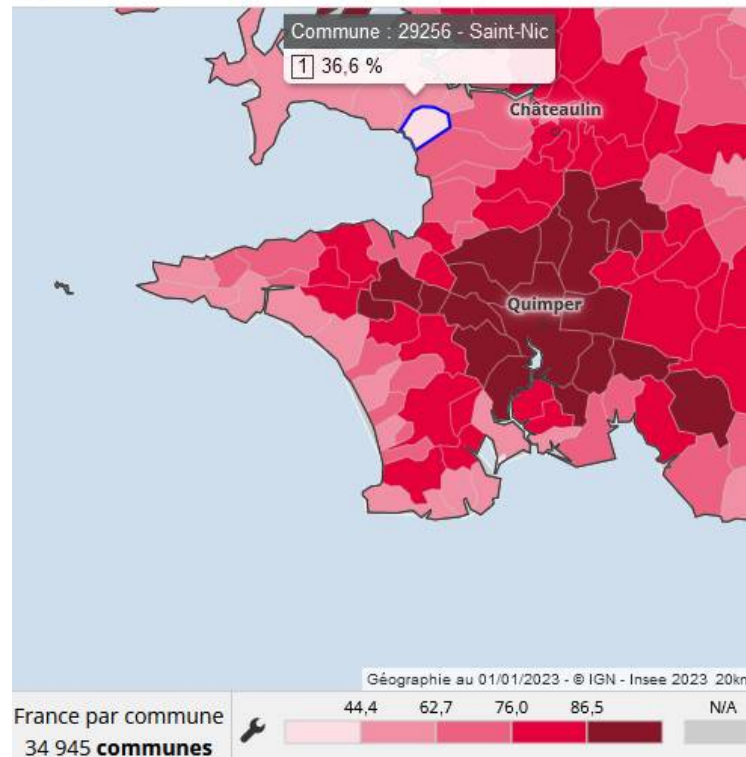 Commune : 29256 - Saint-Nic
1 36,6 %
Châteaulin
Quimper
Géographie au 01/01/2023 - © IGN - Insee 2023 20km
France par commune
34 945 communes
44,4 62,7 76,0 86,5 N/A